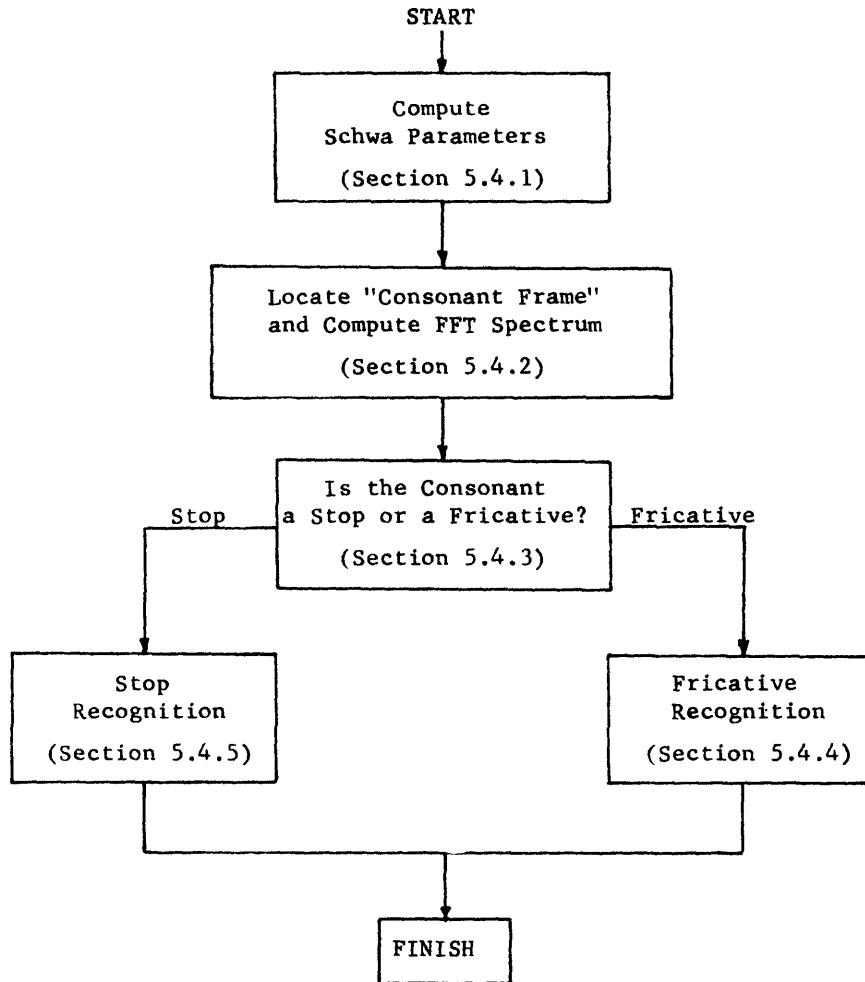 START
Compute
Schwa Parameters
(Section 5.4.1)
Locate "Consonant Frame"
and Compute FFT Spectrum
(Section 5.4.2)
Is the Consonant
a Stop or a Fricative?
(Section 5.4.3)
Stop
Fricative
Stop
Recognition
(Section 5.4.5)
Fricative
Recognition
(Section 5.4.4)
FINISH